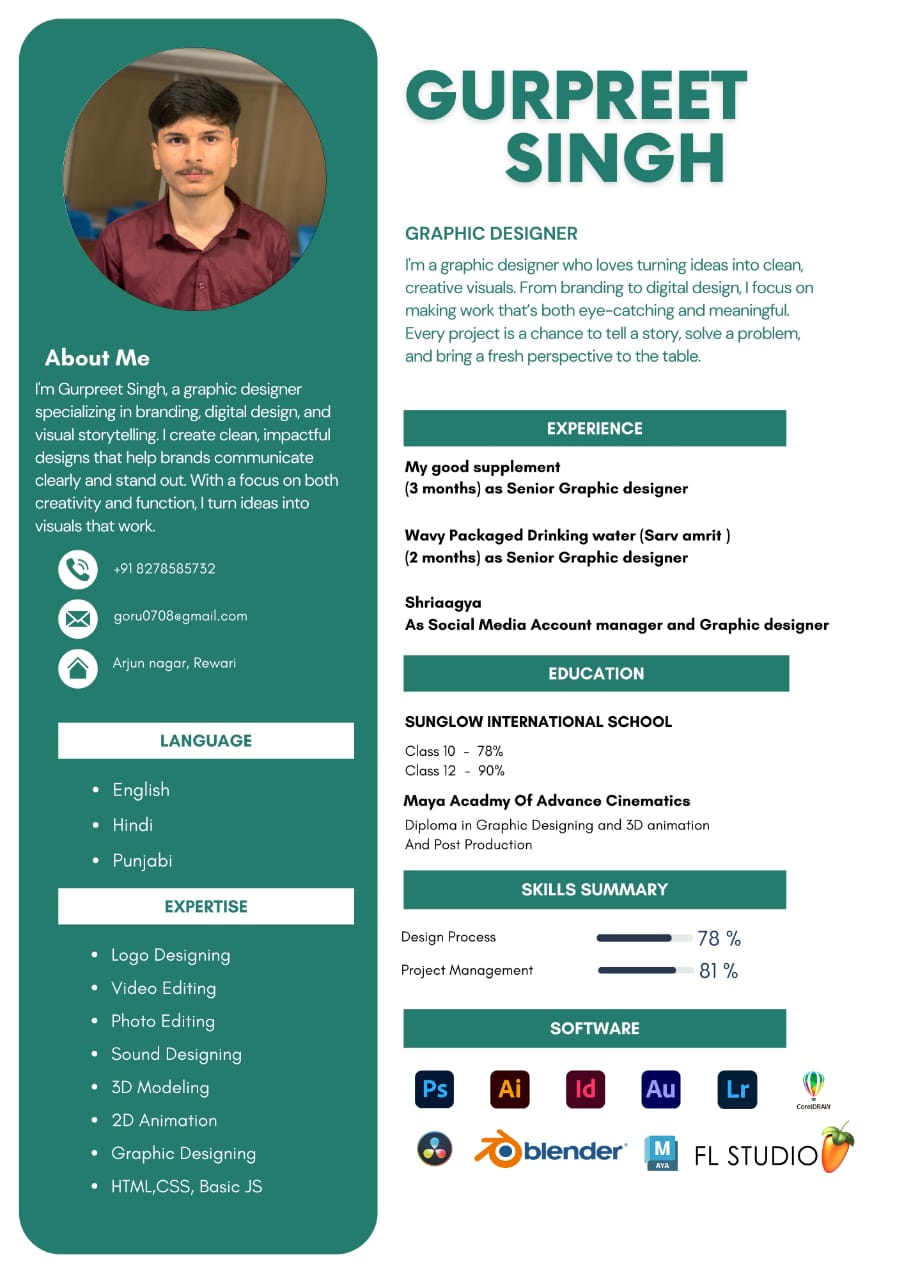 GURPREET
SINGH
GRAPHIC DESIGNER
I'm a graphic designer who loves turning ideas into clean,
creative visuals. From branding to digital design, I focus on
making work that's both eye-catching and meaningful.
Every project is a chance to tell a story, solve a problem,
and bring a fresh perspective to the table.
About Me
I'm Gurpreet Singh, a graphic designer
specializing in branding, digital design, and
visual storytelling. I create clean, impactful
designs that help brands communicate
clearly and stand out. With a focus on both
creativity and function, I turn ideas into
visuals that work.
+91 8278585732
goru0708@gmail.com
Arjun nagar, Rewari
LANGUAGE
• English
• Hindi
• Punjabi
EXPERTISE
• Logo Designing
• Video Editing
• Photo Editing
• Sound Designing
• 3D Modeling
• 2D Animation
• Graphic Designing
• HTML,CSS, Basic JS
EXPERIENCE
My good supplement
(3 months) as Senior Graphic designer
Wavy Packaged Drinking water (Sarv amrit )
(2 months) as Senior Graphic designer
Shriaagya
As Social Media Account manager and Graphic designer
EDUCATION
SUNGLOW INTERNATIONAL SCHOOL
Class 10 - 78%
Class 12 - 90%
Maya Acadmy Of Advance Cinematics
Diploma in Graphic Designing and 3D animation
And Post Production
SKILLS SUMMARY
Design Process 78 %
Project Management 81 %
SOFTWARE
Ps Ai Id Au Lr CorelDRAW
blender M AYA FL STUDIO